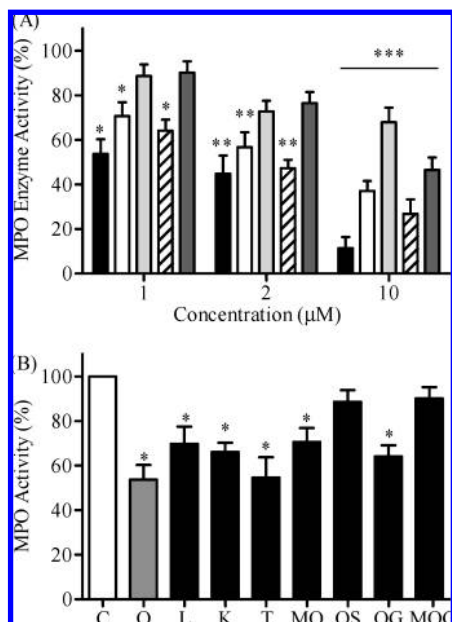 (A)
MPO Enzyme Activity (%)
100
80
60
40
20
0
* * *
** ** **
***
1 2 10
Concentration (μM)
(B)
MPO Activity (%)
100
80
60
40
20
0
* * * * * *
C Q L K T MQ QS QG MQG